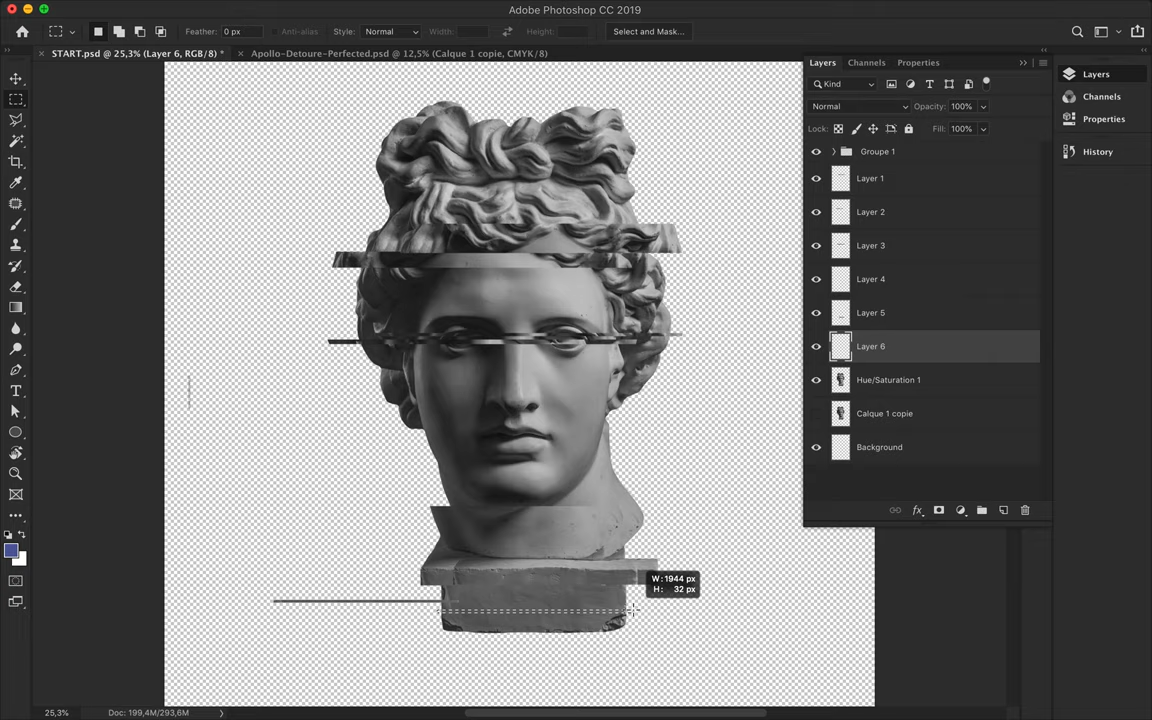 Adobe Photoshop CC 2019
Feather: 0 px Anti-alias Style: Normal Width: Height: Select and Mask...
START.psd @ 25,3% (Layer 6, RGB/8) * Apollo-Detoure-Perfected.psd @ 12,5% (Calque 1 copie, CMYK/8)
Layers Channels Properties
Kind
Normal Opacity: 100%
Lock: Fill: 100%
Groupe 1
Layer 1
Layer 2
Layer 3
Layer 4
Layer 5
Layer 6
Hue/Saturation 1
Calque 1 copie
Background
fx
Layers
Channels
Properties
History
W: 1944 px
H: 32 px
25,3% Doc: 199,4M/293,6M